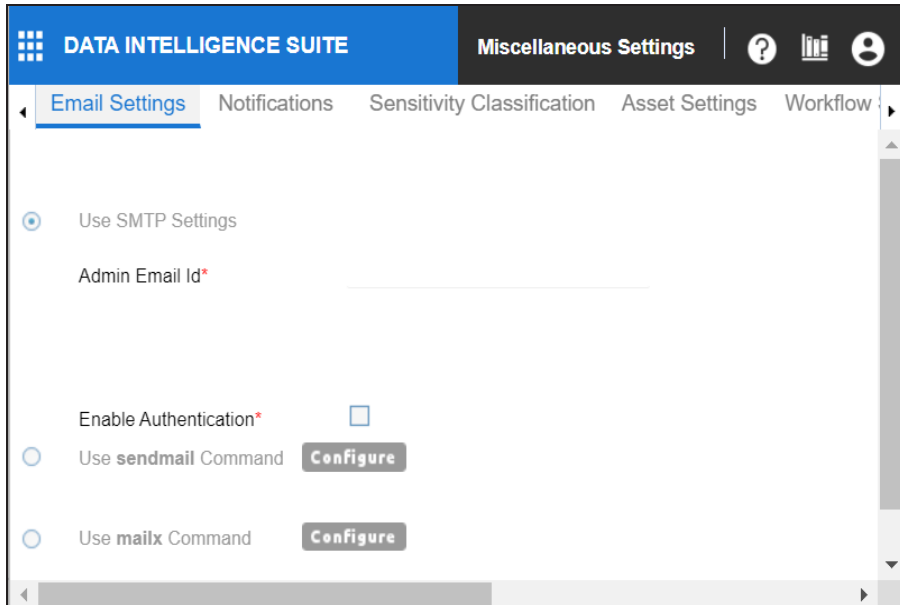 DATA INTELLIGENCE SUITE Miscellaneous Settings
Email Settings Notifications Sensitivity Classification Asset Settings Workflow
Use SMTP Settings
Admin Email Id*
Enable Authentication*
Use sendmail Command Configure
Use mailx Command Configure